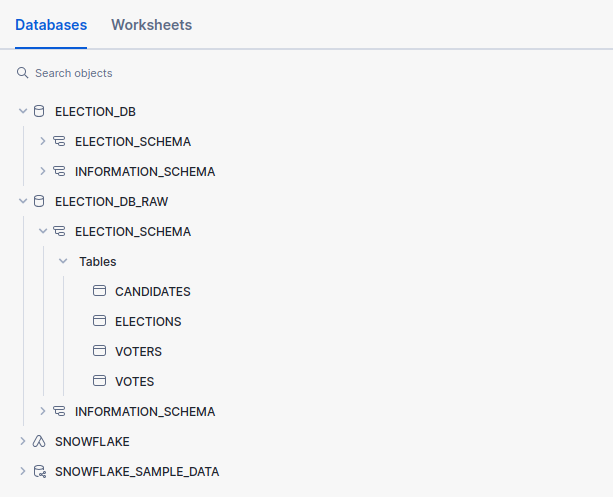 Databases Worksheets
Search objects
ELECTION_DB
ELECTION_SCHEMA
INFORMATION_SCHEMA
ELECTION_DB_RAW
ELECTION_SCHEMA
Tables
CANDIDATES
ELECTIONS
VOTERS
VOTES
INFORMATION_SCHEMA
SNOWFLAKE
SNOWFLAKE_SAMPLE_DATA